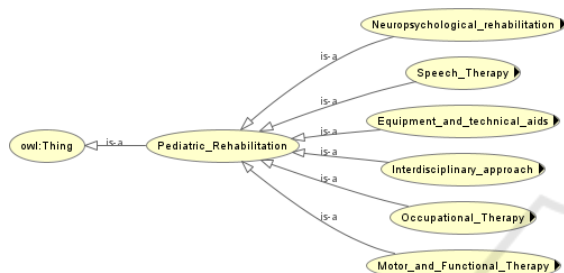 Neuropsychological_rehabilitation
is-a
Speech_Therapy
is-a
Equipment_and_technical_aids
is-a
owl:Thing
is-a
Pediatric_Rehabilitation
is-a
Interdisciplinary_approach
is-a
Occupational_Therapy
is-a
Motor_and_Functional_Therapy